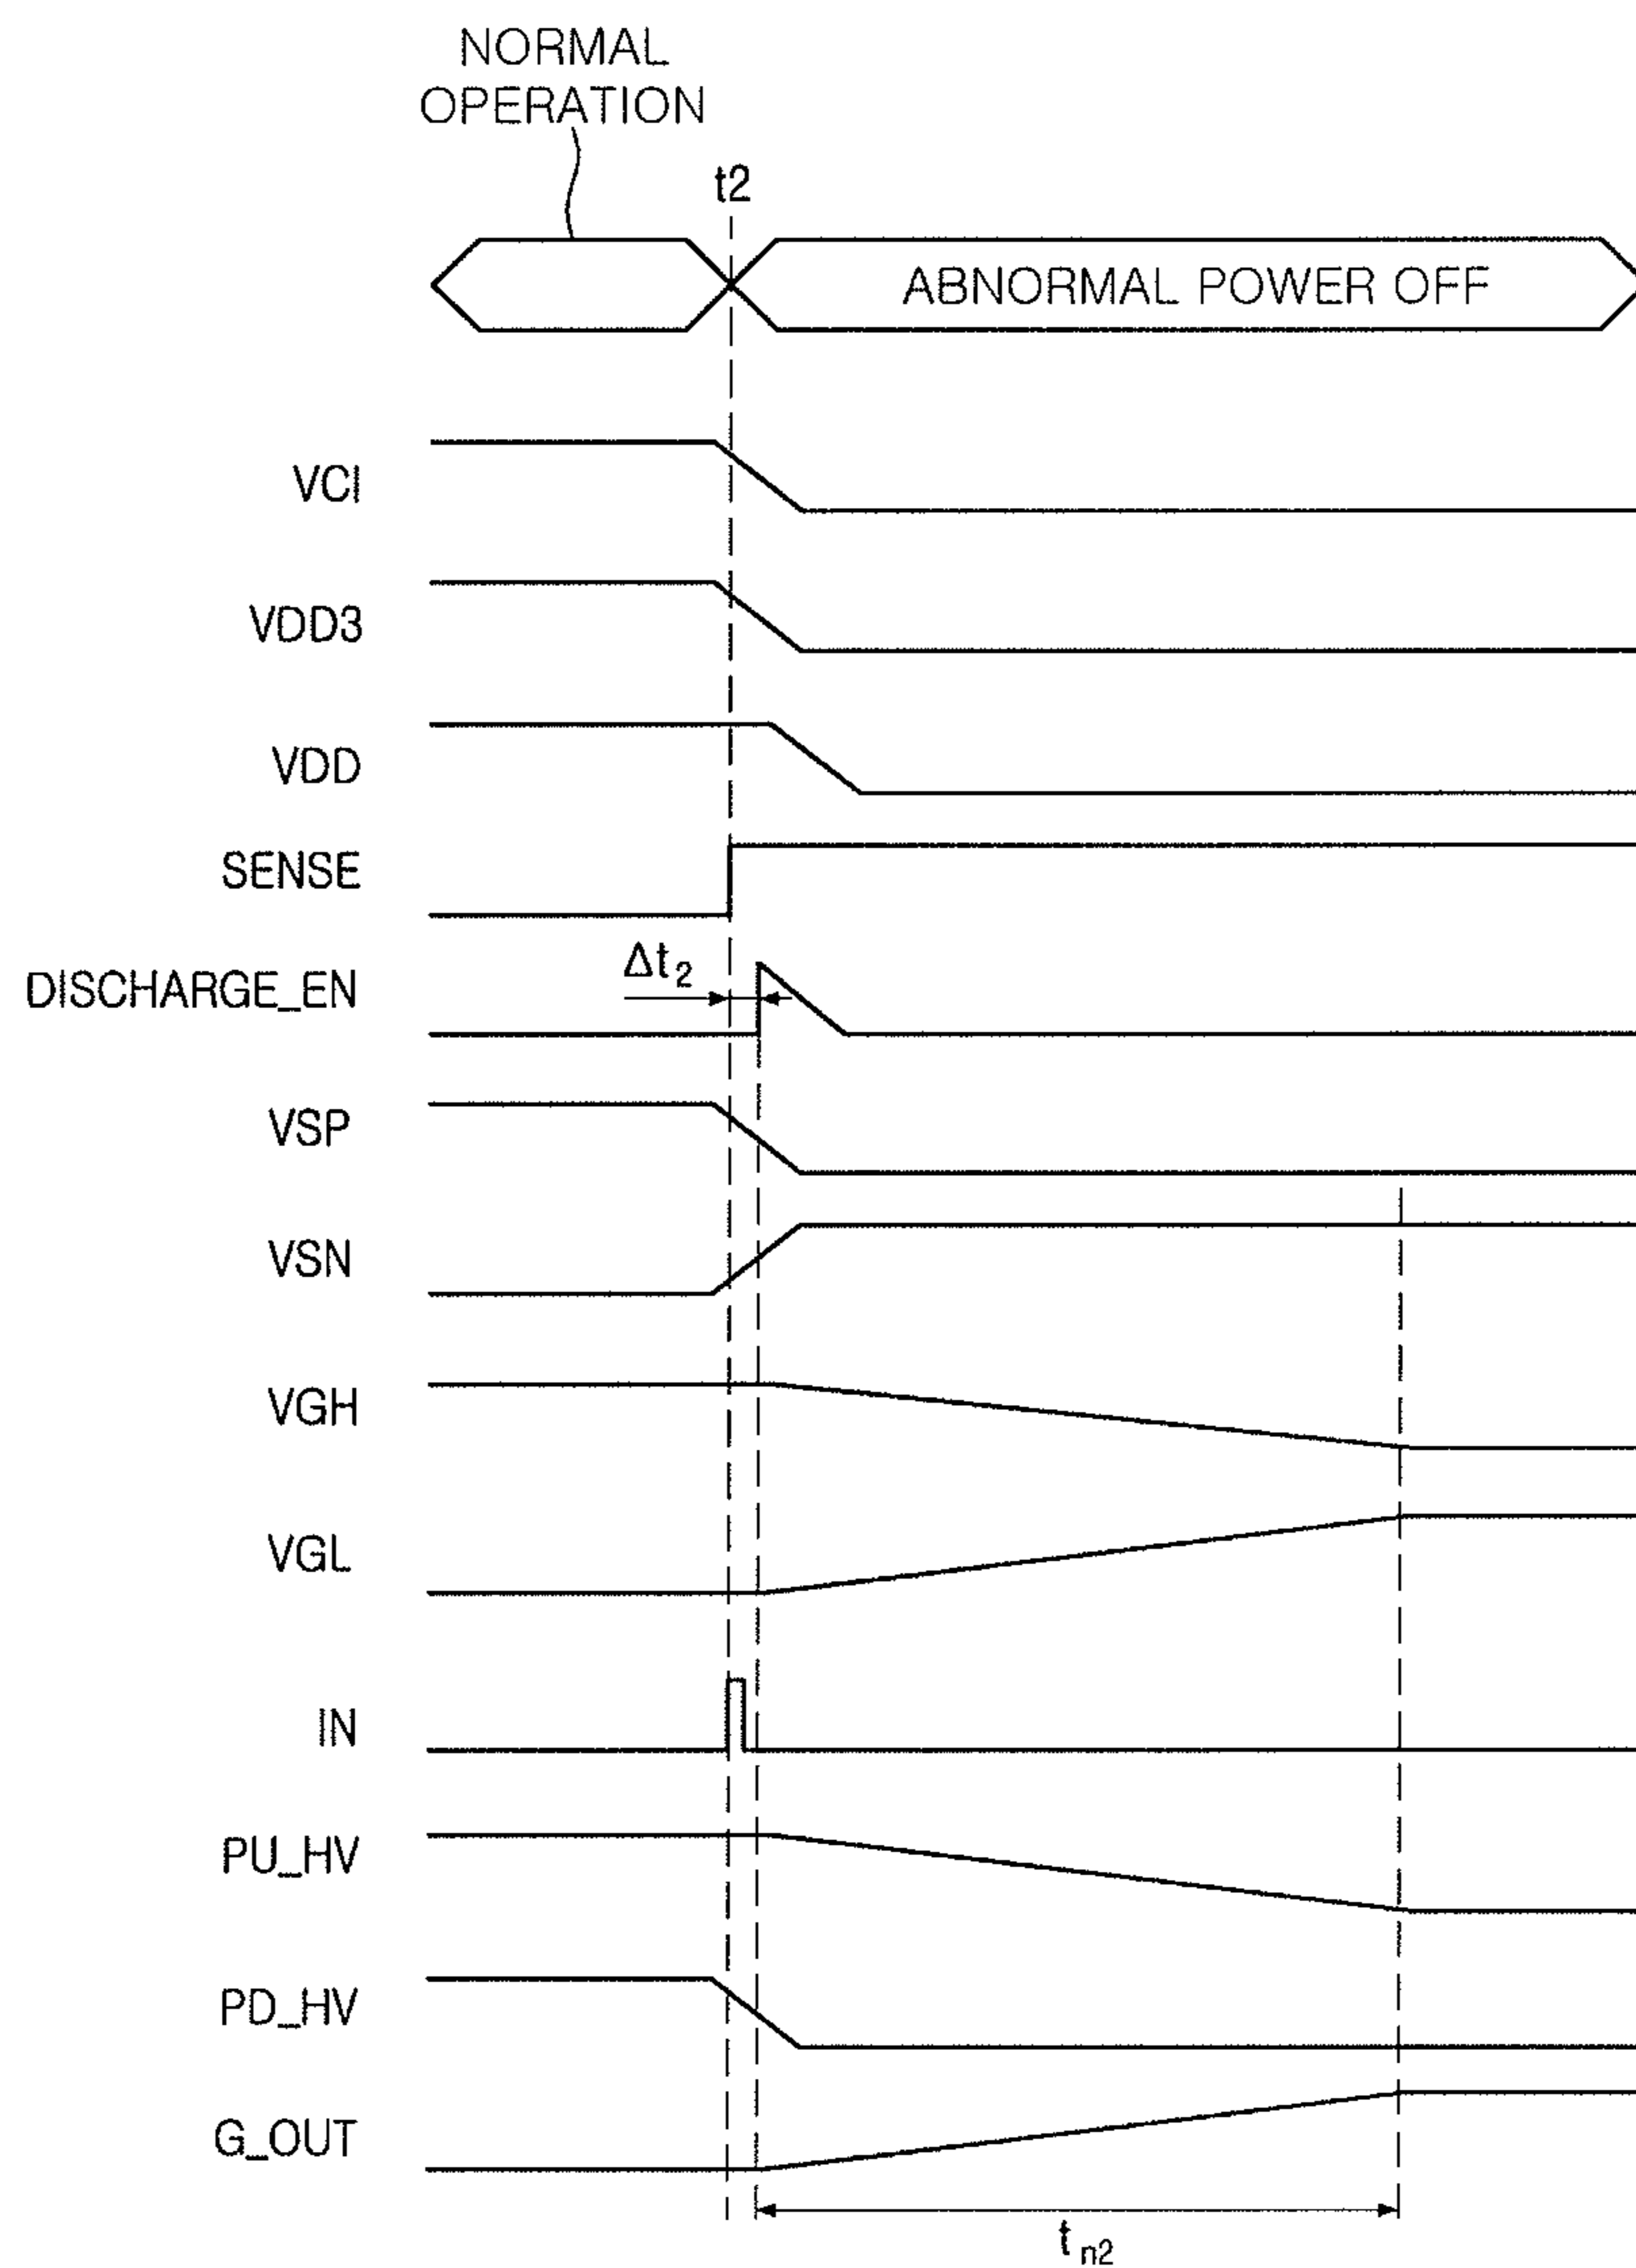 NORMAL
OPERATION
t2
ABNORMAL POWER OFF
VCI
VDD3
VDD
SENSE
Δt2
DISCHARGE_EN
VSP
VSN
VGH
VGL
IN
PU_HV
PD_HV
G_OUT
tn2